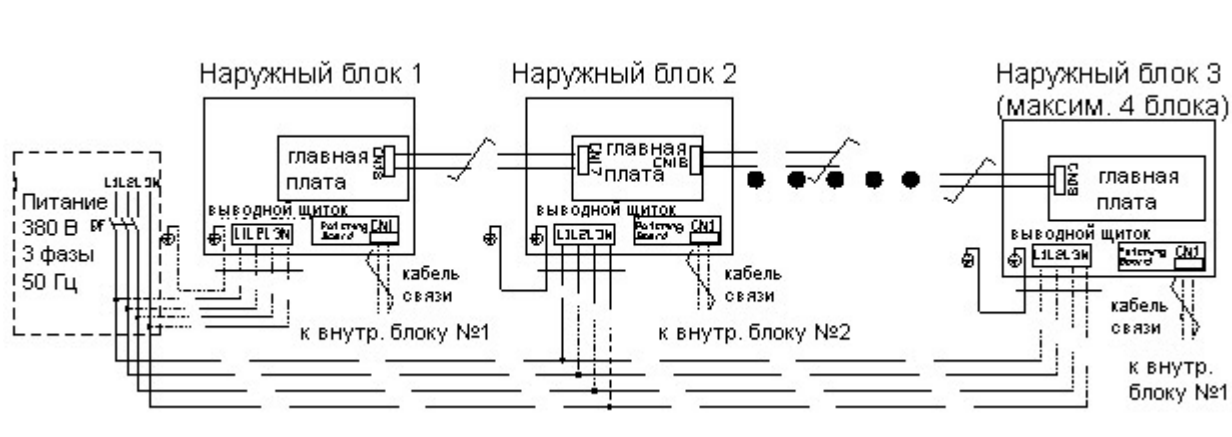 Наружный блок 1
Наружный блок 2
Наружный блок 3
(максим. 4 блока)
главная
плата
главная
CN18
плата
главная
плата
L1L2L3N
Питание
380 В
3 фазы
50 Гц
выводной щиток
L1L2L3N
CN1
выводной щиток
L1L2L3N
CN1
выводной щиток
L1L2L3N
CN1
кабель
связи
кабель
связи
кабель
связи
к внутр. блоку №1
к внутр. блоку №2
к внутр.
блоку №1